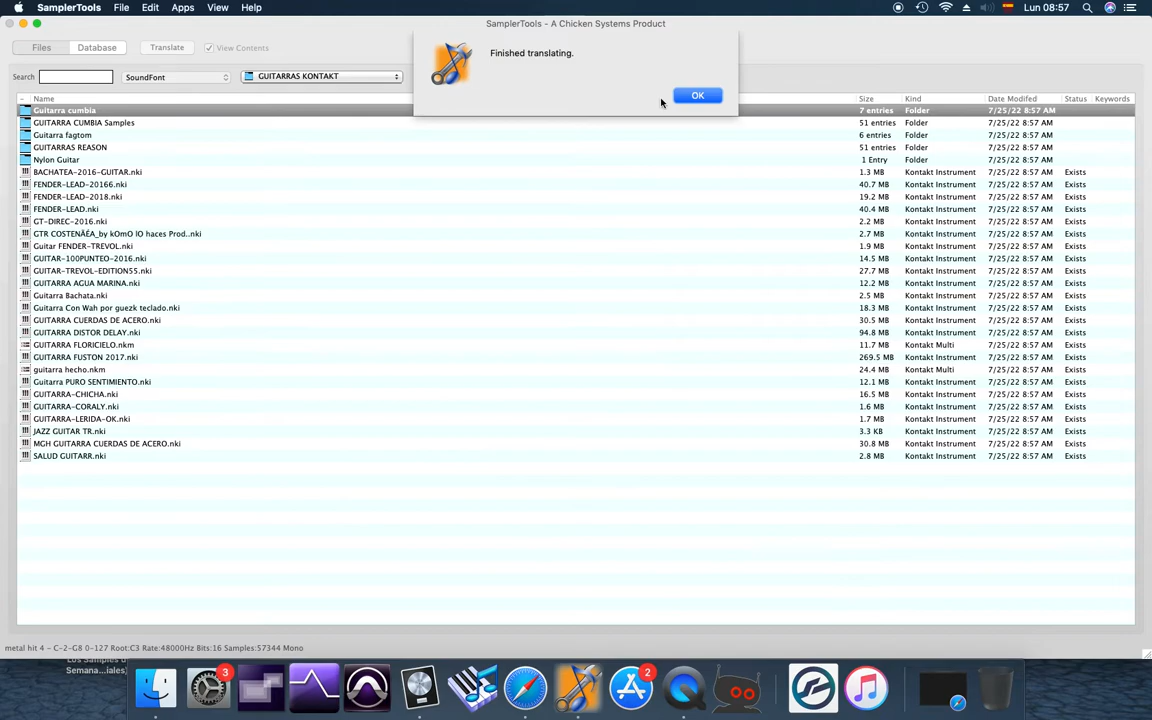 SamplerTools File Edit Apps View Help Lun 08:57
SamplerTools - A Chicken Systems Product
Files Database Translate View Contents
Finished translating.
OK
Search SoundFont GUITARRAS KONTAKT
- Name Size Kind Date Modifed Status Keywords
Guitarra cumbia 7 entries Folder 7/25/22 8:57 AM
GUITARRA CUMBIA Samples 51 entries Folder 7/25/22 8:57 AM
Guitarra fagtom 6 entries Folder 7/25/22 8:57 AM
GUITARRAS REASON 51 entries Folder 7/25/22 8:57 AM
Nylon Guitar 1 Entry Folder 7/25/22 8:57 AM
BACHATEA-2016-GUITAR.nki 1.3 MB Kontakt Instrument 7/25/22 8:57 AM Exists
FENDER-LEAD-20166.nki 40.7 MB Kontakt Instrument 7/25/22 8:57 AM Exists
FENDER-LEAD-2018.nki 19.2 MB Kontakt Instrument 7/25/22 8:57 AM Exists
FENDER-LEAD.nki 40.4 MB Kontakt Instrument 7/25/22 8:57 AM Exists
GT-DIREC-2016.nki 2.2 MB Kontakt Instrument 7/25/22 8:57 AM Exists
GTR COSTENÃÉA_by kOmO lO haces Prod..nki 2.7 MB Kontakt Instrument 7/25/22 8:57 AM Exists
Guitar FENDER-TREVOL.nki 1.9 MB Kontakt Instrument 7/25/22 8:57 AM Exists
GUITAR-100PUNTEO-2016.nki 14.5 MB Kontakt Instrument 7/25/22 8:57 AM Exists
GUITAR-TREVOL-EDITION55.nki 27.7 MB Kontakt Instrument 7/25/22 8:57 AM Exists
GUITARRA AGUA MARINA.nki 12.2 MB Kontakt Instrument 7/25/22 8:57 AM Exists
Guitarra Bachata.nki 2.5 MB Kontakt Instrument 7/25/22 8:57 AM Exists
Guitarra Con Wah por guezk teclado.nki 18.3 MB Kontakt Instrument 7/25/22 8:57 AM Exists
GUITARRA CUERDAS DE ACERO.nki 30.5 MB Kontakt Instrument 7/25/22 8:57 AM Exists
GUITARRA DISTOR DELAY.nki 94.8 MB Kontakt Instrument 7/25/22 8:57 AM Exists
GUITARRA FLORICIELO.nkm 11.7 MB Kontakt Multi 7/25/22 8:57 AM Exists
GUITARRA FUSTON 2017.nki 269.5 MB Kontakt Instrument 7/25/22 8:57 AM Exists
guitarra hecho.nkm 24.4 MB Kontakt Multi 7/25/22 8:57 AM Exists
Guitarra PURO SENTIMIENTO.nki 12.1 MB Kontakt Instrument 7/25/22 8:57 AM Exists
GUITARRA-CHICHA.nki 16.5 MB Kontakt Instrument 7/25/22 8:57 AM Exists
GUITARRA-CORALY.nki 1.6 MB Kontakt Instrument 7/25/22 8:57 AM Exists
GUITARRA-LERIDA-OK.nki 1.7 MB Kontakt Instrument 7/25/22 8:57 AM Exists
JAZZ GUITAR TR.nki 3.3 KB Kontakt Instrument 7/25/22 8:57 AM Exists
MGH GUITARRA CUERDAS DE ACERO.nki 30.8 MB Kontakt Instrument 7/25/22 8:57 AM Exists
SALUD GUITARR.nki 2.8 MB Kontakt Instrument 7/25/22 8:57 AM Exists
metal hit 4 - C-2-G8 0-127 Root:C3 Rate:48000Hz Bits:16 Samples:57344 Mono
Los Samples d
Semana...iales)
3 2